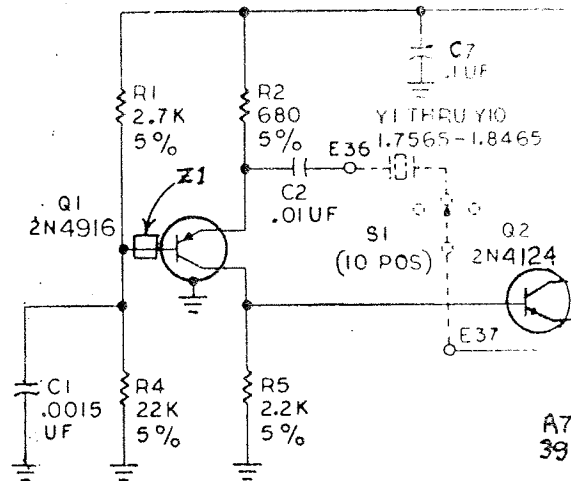 C7
.1UF
R1
2.7K
5%
R2
680
5%
Y1 THRU Y10
1.7565-1.8465
E36
Z1
C2
.01UF
Q1
2N4916
S1
(10 POS)
Q2
2N4124
E37
C1
.0015
UF
R4
22K
5%
R5
2.2K
5%
A7
39